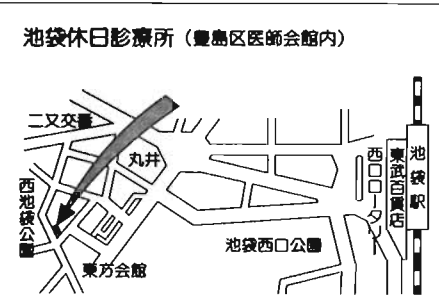 池袋休日診療所（豊島区医師会館内）
二又交番
丸井
西池袋公園
東方会館
池袋西口公園
西口ロータリー
東武百貨店
池袋駅